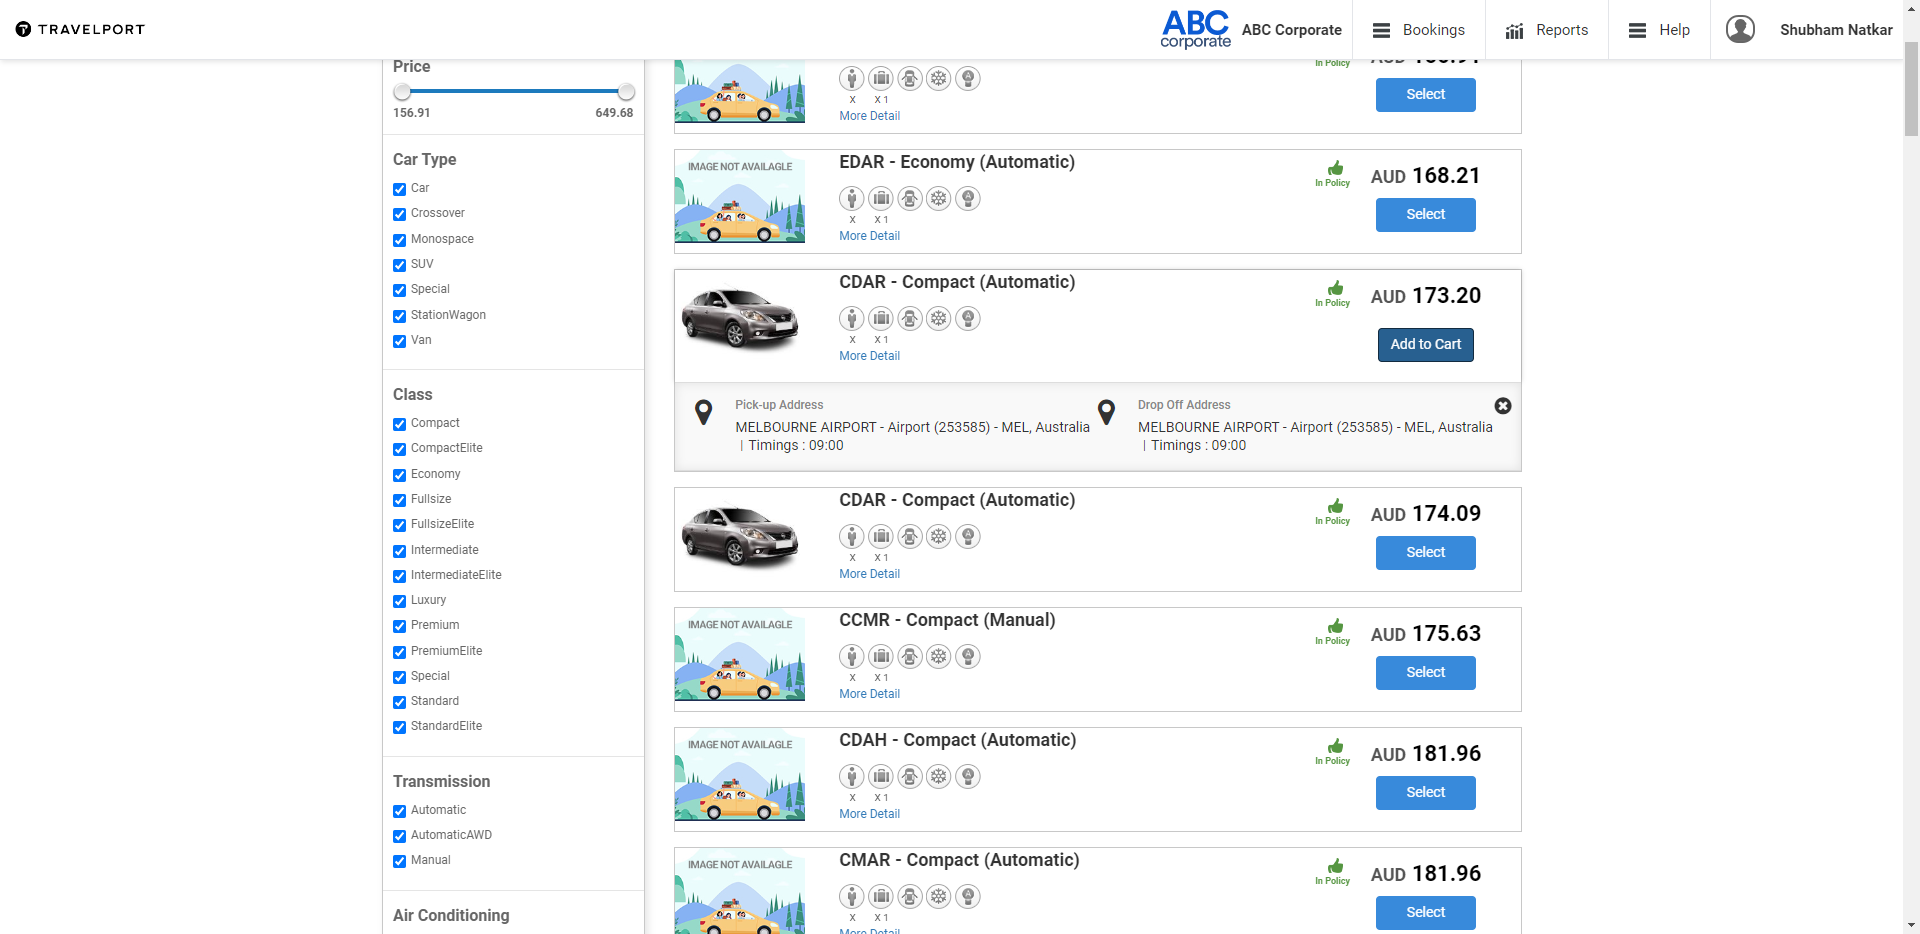 TRAVELPORT
ABC
corporate
ABC Corporate
Bookings
Reports
Help
Shubham Natkar
Price
156.91
649.68
Car Type
Car
Crossover
Monospace
SUV
Special
StationWagon
Van
Class
Compact
CompactElite
Economy
Fullsize
FullsizeElite
Intermediate
IntermediateElite
Luxury
Premium
PremiumElite
Special
Standard
StandardElite
Transmission
Automatic
AutomaticAWD
Manual
Air Conditioning
In Policy
AUD 156.91
X X 1
More Detail
Select
IMAGE NOT AVAILAGLE
EDAR - Economy (Automatic)
X X 1
More Detail
In Policy
AUD 168.21
Select
CDAR - Compact (Automatic)
X X 1
More Detail
In Policy
AUD 173.20
Add to Cart
Pick-up Address
MELBOURNE AIRPORT - Airport (253585) - MEL, Australia
| Timings : 09:00
Drop Off Address
MELBOURNE AIRPORT - Airport (253585) - MEL, Australia
| Timings : 09:00
CDAR - Compact (Automatic)
X X 1
More Detail
In Policy
AUD 174.09
Select
IMAGE NOT AVAILAGLE
CCMR - Compact (Manual)
X X 1
More Detail
In Policy
AUD 175.63
Select
IMAGE NOT AVAILAGLE
CDAH - Compact (Automatic)
X X 1
More Detail
In Policy
AUD 181.96
Select
IMAGE NOT AVAILAGLE
CMAR - Compact (Automatic)
X X 1
More Detail
In Policy
AUD 181.96
Select